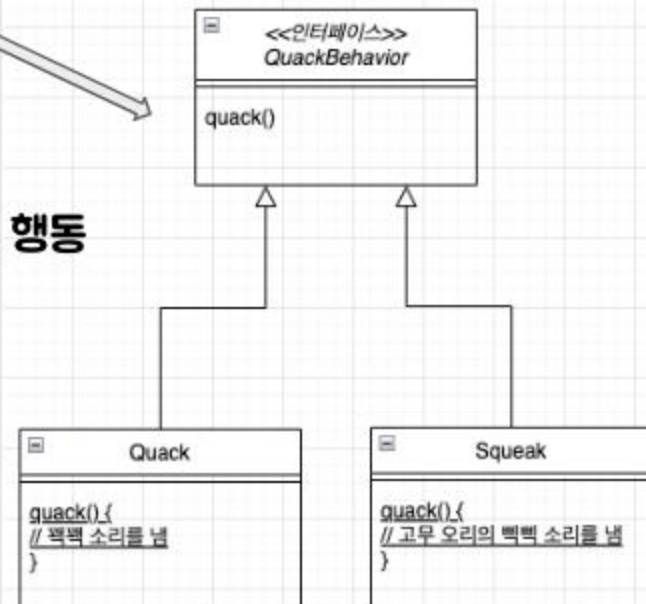 <<인터페이스>>
QuackBehavior
quack()
행동
Quack
quack() {
// 꽥꽥 소리를 냄
}
Squeak
quack() {
// 고무 오리의 삑삑 소리를 냄
}